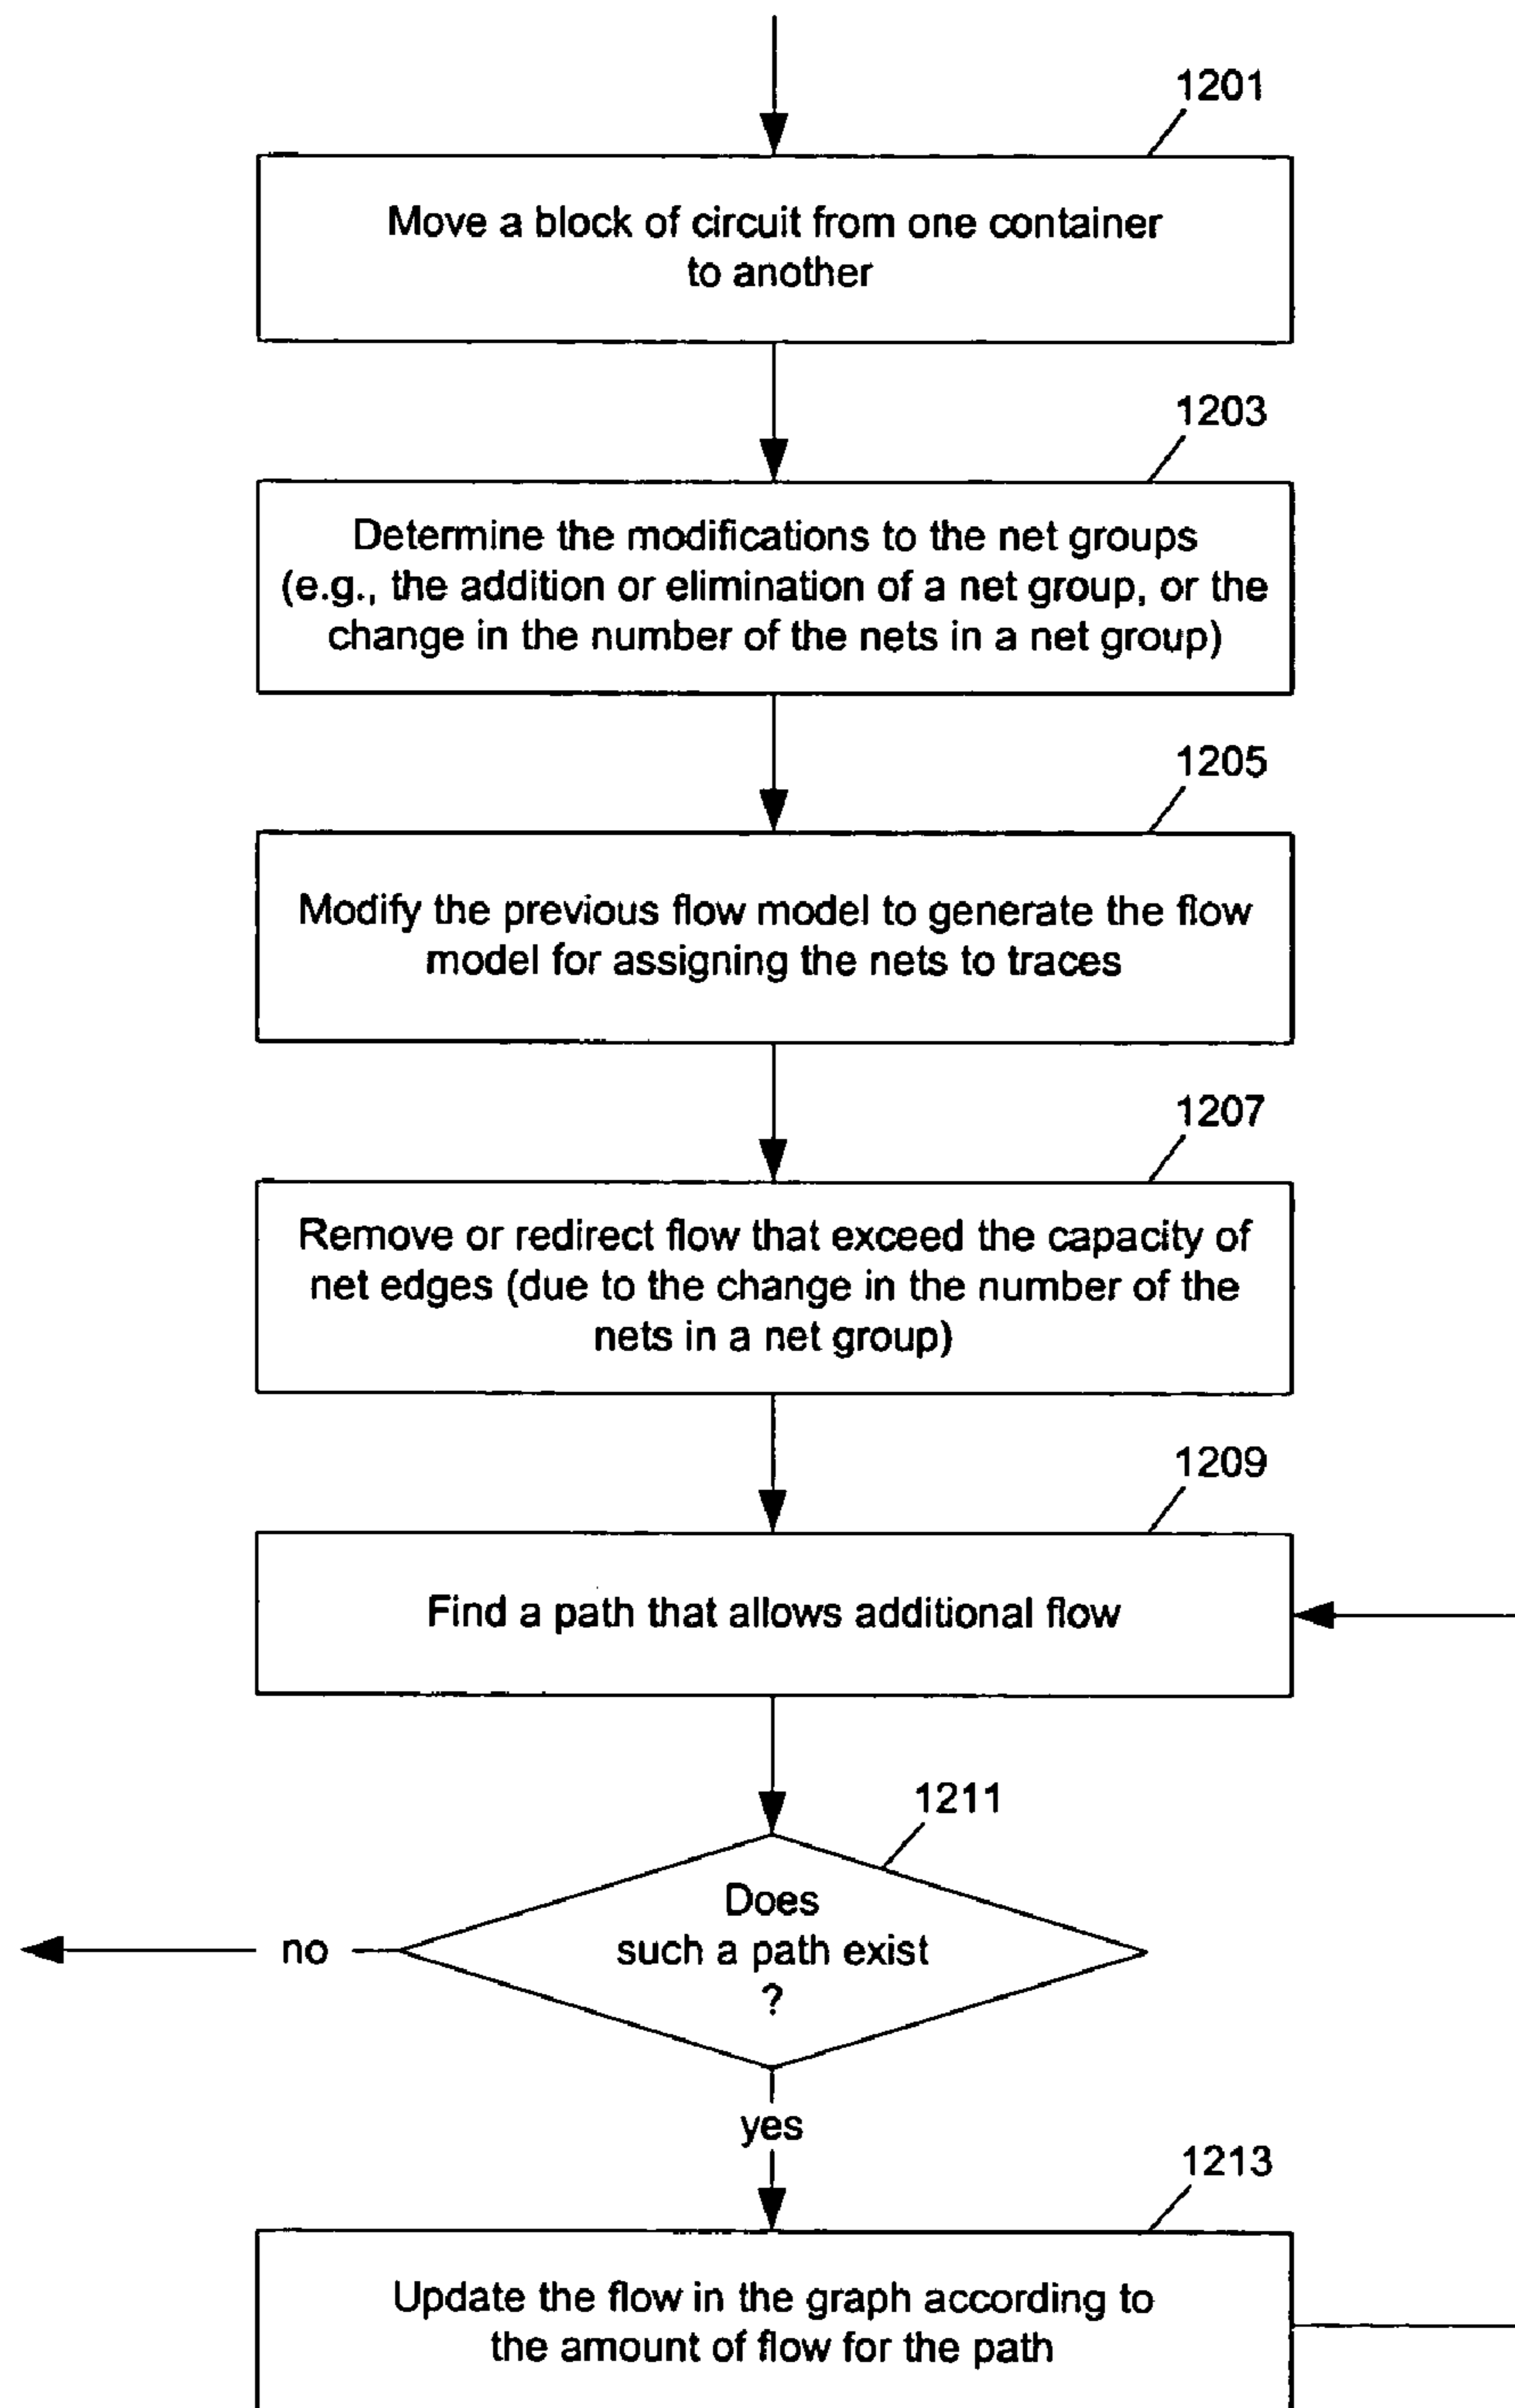 1201
Move a block of circuit from one container
to another
1203
Determine the modifications to the net groups
(e.g., the addition or elimination of a net group, or the
change in the number of the nets in a net group)
1205
Modify the previous flow model to generate the flow
model for assigning the nets to traces
1207
Remove or redirect flow that exceed the capacity of
net edges (due to the change in the number of the
nets in a net group)
1209
Find a path that allows additional flow
1211
Does
such a path exist
?
no
yes
1213
Update the flow in the graph according to
the amount of flow for the path